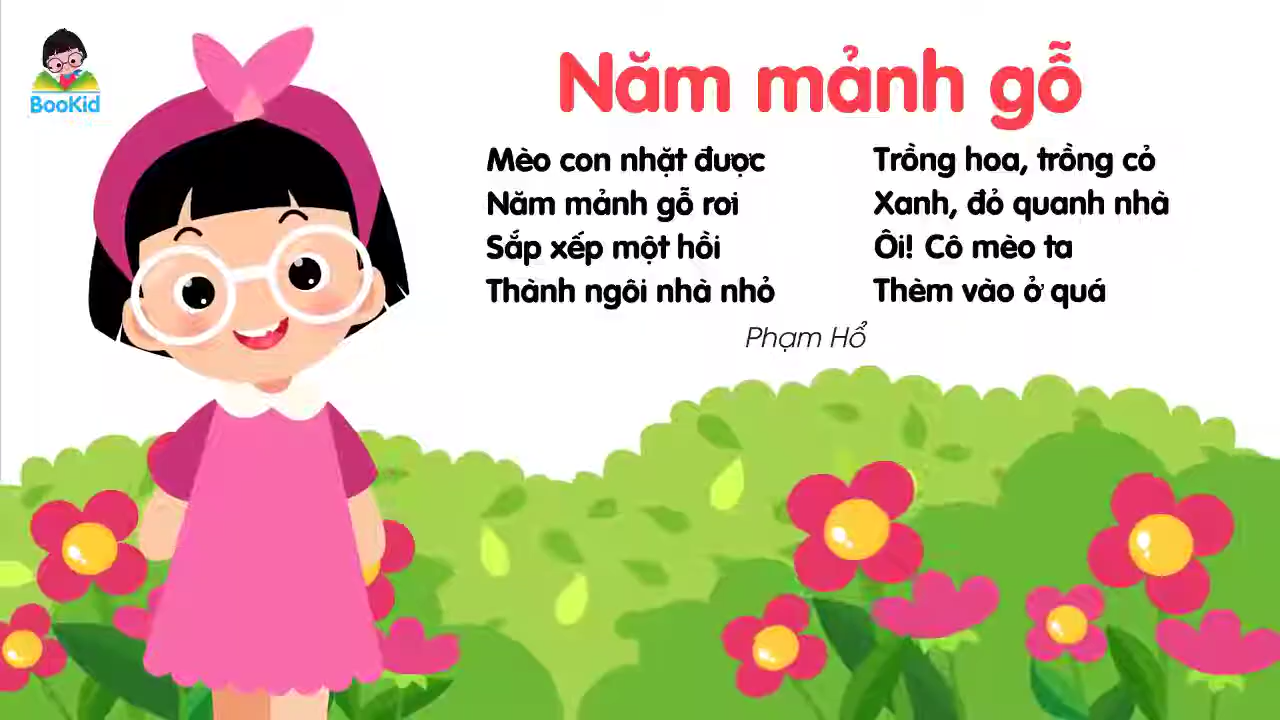 BooKid
Năm mảnh gỗ
Mèo con nhặt được
Năm mảnh gỗ rơi
Sắp xếp một hồi
Thành ngôi nhà nhỏ
Trồng hoa, trồng cỏ
Xanh, đỏ quanh nhà
Ôi! Cô mèo ta
Thèm vào ở quá
Phạm Hổ